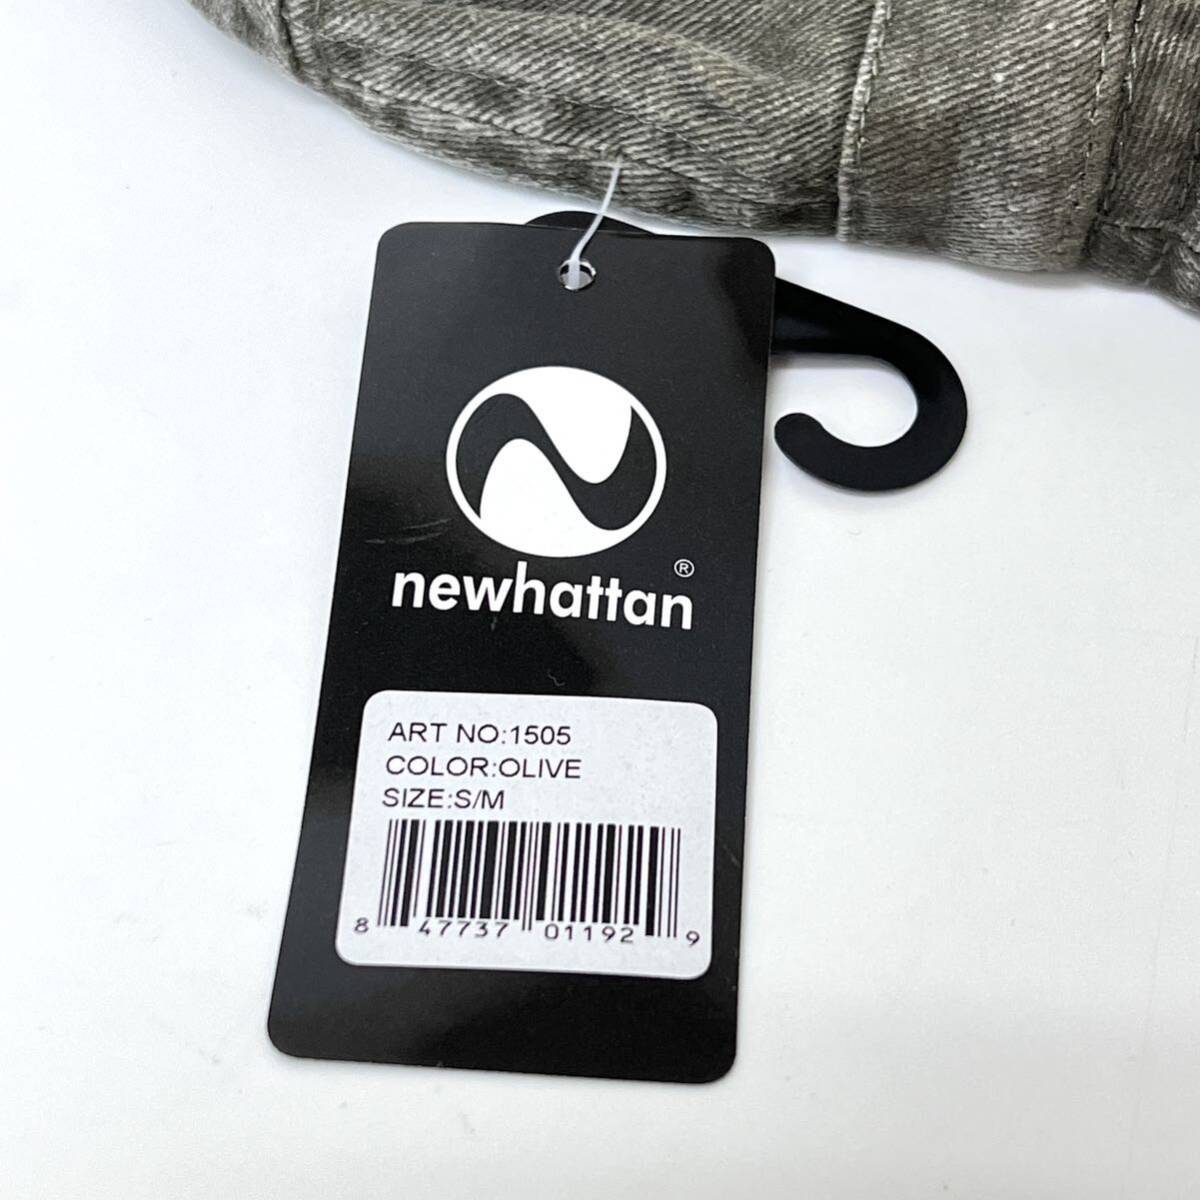 newhattan ®
ART NO:1505
COLOR:OLIVE
SIZE:S/M
8 47737 01192 9